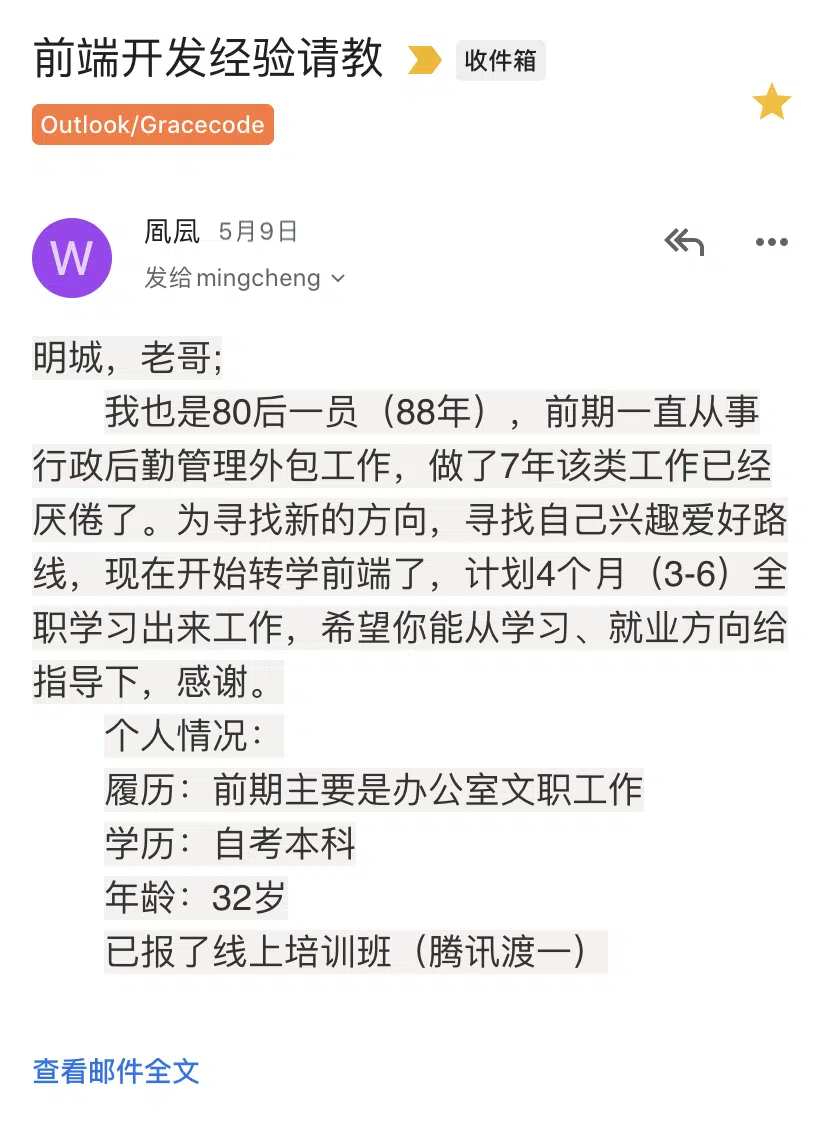 前端开发经验请教 收件箱
Outlook/Gracecode
W
凮凬 5月9日
发给 mingcheng
明城，老哥;
我也是80后一员（88年），前期一直从事
行政后勤管理外包工作，做了7年该类工作已经
厌倦了。为寻找新的方向，寻找自己兴趣爱好路
线，现在开始转学前端了，计划4个月（3-6）全
职学习出来工作，希望你能从学习、就业方向给
指导下，感谢。
个人情况：
履历：前期主要是办公室文职工作
学历：自考本科
年龄：32岁
已报了线上培训班（腾讯渡一）
查看邮件全文